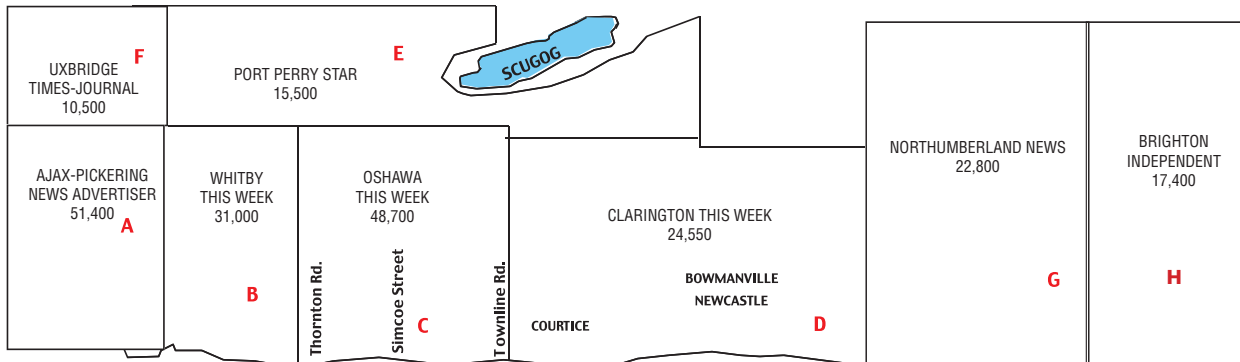 F
UXBRIDGE
TIMES-JOURNAL
10,500
E
PORT PERRY STAR
15,500
SCUGOG
AJAX-PICKERING
NEWS ADVERTISER
51,400
A
WHITBY
THIS WEEK
31,000
B
OSHAWA
THIS WEEK
48,700
Thornton Rd.
Simcoe Street
C
Townline Rd.
CLARINGTON THIS WEEK
24,550
BOWMANVILLE
NEWCASTLE
COURTICE
D
NORTHUMBERLAND NEWS
22,800
G
BRIGHTON
INDEPENDENT
17,400
H